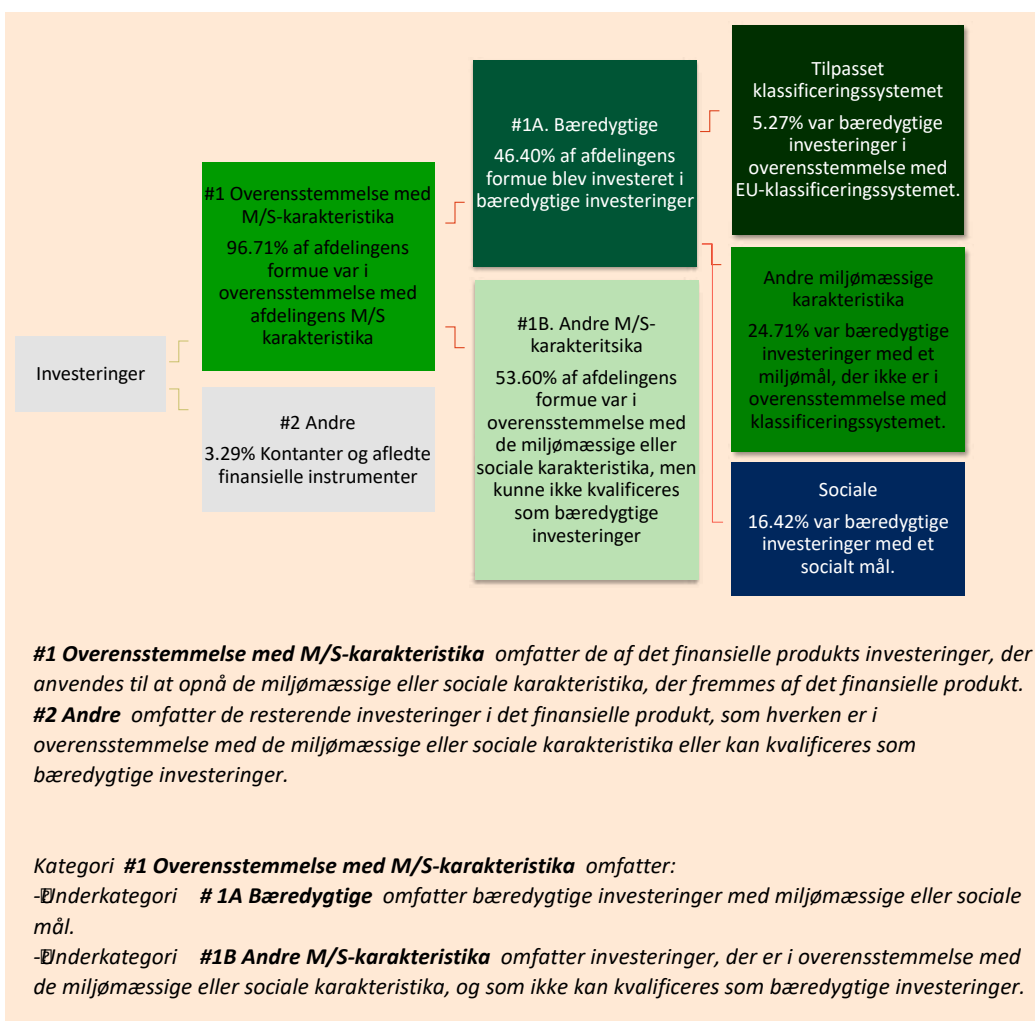 Investeringer
#1 Overensstemmelse med
M/S-karakteristika
96.71% af afdelingens
formue var i
overensstemmelse med
afdelingens M/S
karakteristika
#2 Andre
3.29% Kontanter og afledte
finansielle instrumenter
#1A. Bæredygtige
46.40% af afdelingens
formue blev investeret i
bæredygtige investeringer
#1B. Andre M/S-
karakteritsika
53.60% af afdelingens
formue var i
overensstemmelse med
de miljømæssige eller
sociale karakteristika, men
kunne ikke kvalificeres
som bæredygtige
investeringer
Tilpasset
klassificeringssystemet
5.27% var bæredygtige
investeringer i
overensstemmelse med
EU-klassificeringssystemet.
Andre miljømæssige
karakteristika
24.71% var bæredygtige
investeringer med et
miljømål, der ikke er i
overensstemmelse med
klassificeringssystemet.
Sociale
16.42% var bæredygtige
investeringer med et
socialt mål.
#1 Overensstemmelse med M/S-karakteristika omfatter de af det finansielle produkts investeringer, der
anvendes til at opnå de miljømæssige eller sociale karakteristika, der fremmes af det finansielle produkt.
#2 Andre omfatter de resterende investeringer i det finansielle produkt, som hverken er i
overensstemmelse med de miljømæssige eller sociale karakteristika eller kan kvalificeres som
bæredygtige investeringer.
Kategori #1 Overensstemmelse med M/S-karakteristika omfatter:
-Underkategori # 1A Bæredygtige omfatter bæredygtige investeringer med miljømæssige eller sociale
mål.
-Underkategori #1B Andre M/S-karakteristika omfatter investeringer, der er i overensstemmelse med
de miljømæssige eller sociale karakteristika, og som ikke kan kvalificeres som bæredygtige investeringer.